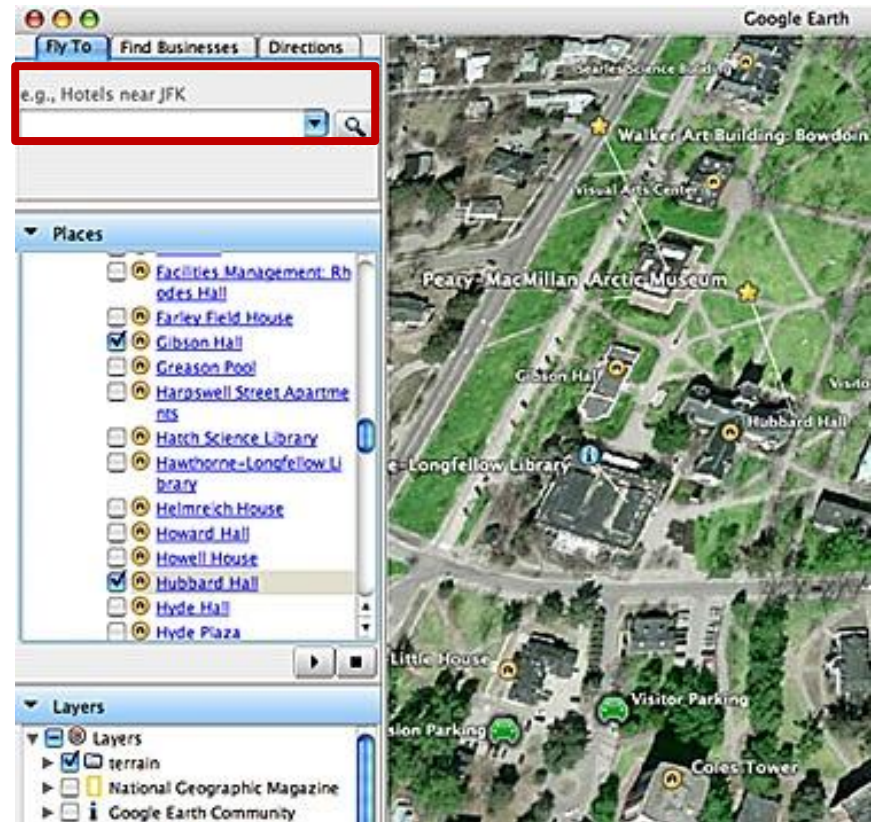 Google Earth
Fly To
Find Businesses
Directions
e.g., Hotels near JFK
Places
Facilities Management: Rh
odes Hall
Farley Field House
Gibson Hall
Greason Pool
Harpswell Street Apartme
nts
Hatch Science Library
Hawthorne-Longfellow Li
brary
Helmreich House
Howard Hall
Howell House
Hubbard Hall
Hyde Hall
Hyde Plaza
Layers
Layers
terrain
National Geographic Magazine
Google Earth Community
Searles Science Building
Walker Art Building: Bowdoin
Visual Arts Center
Peary-MacMillan Arctic Museum
Gibson Hall
Visito
Hubbard Hall
e-Longfellow Library
Little House
Visitor Parking
sion Parking
Coles Tower